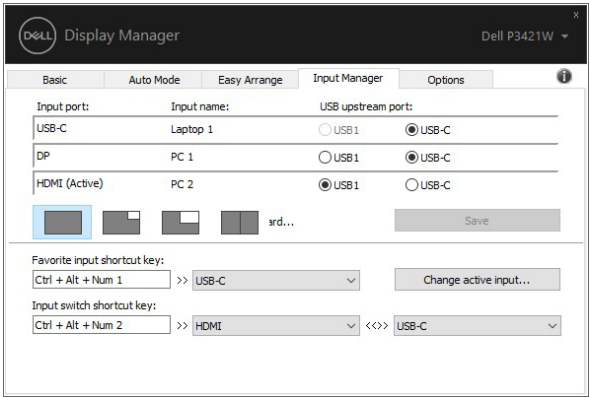 x
DELL Display Manager Dell P3421W
Basic Auto Mode Easy Arrange Input Manager Options i
Input port: Input name: USB upstream port:
USB-C Laptop 1 USB1 USB-C
DP PC 1 USB1 USB-C
HDMI (Active) PC 2 USB1 USB-C
ard... Save
Favorite input shortcut key:
Ctrl + Alt + Num 1 >> USB-C Change active input...
Input switch shortcut key:
Ctrl + Alt + Num 2 >> HDMI <<>> USB-C